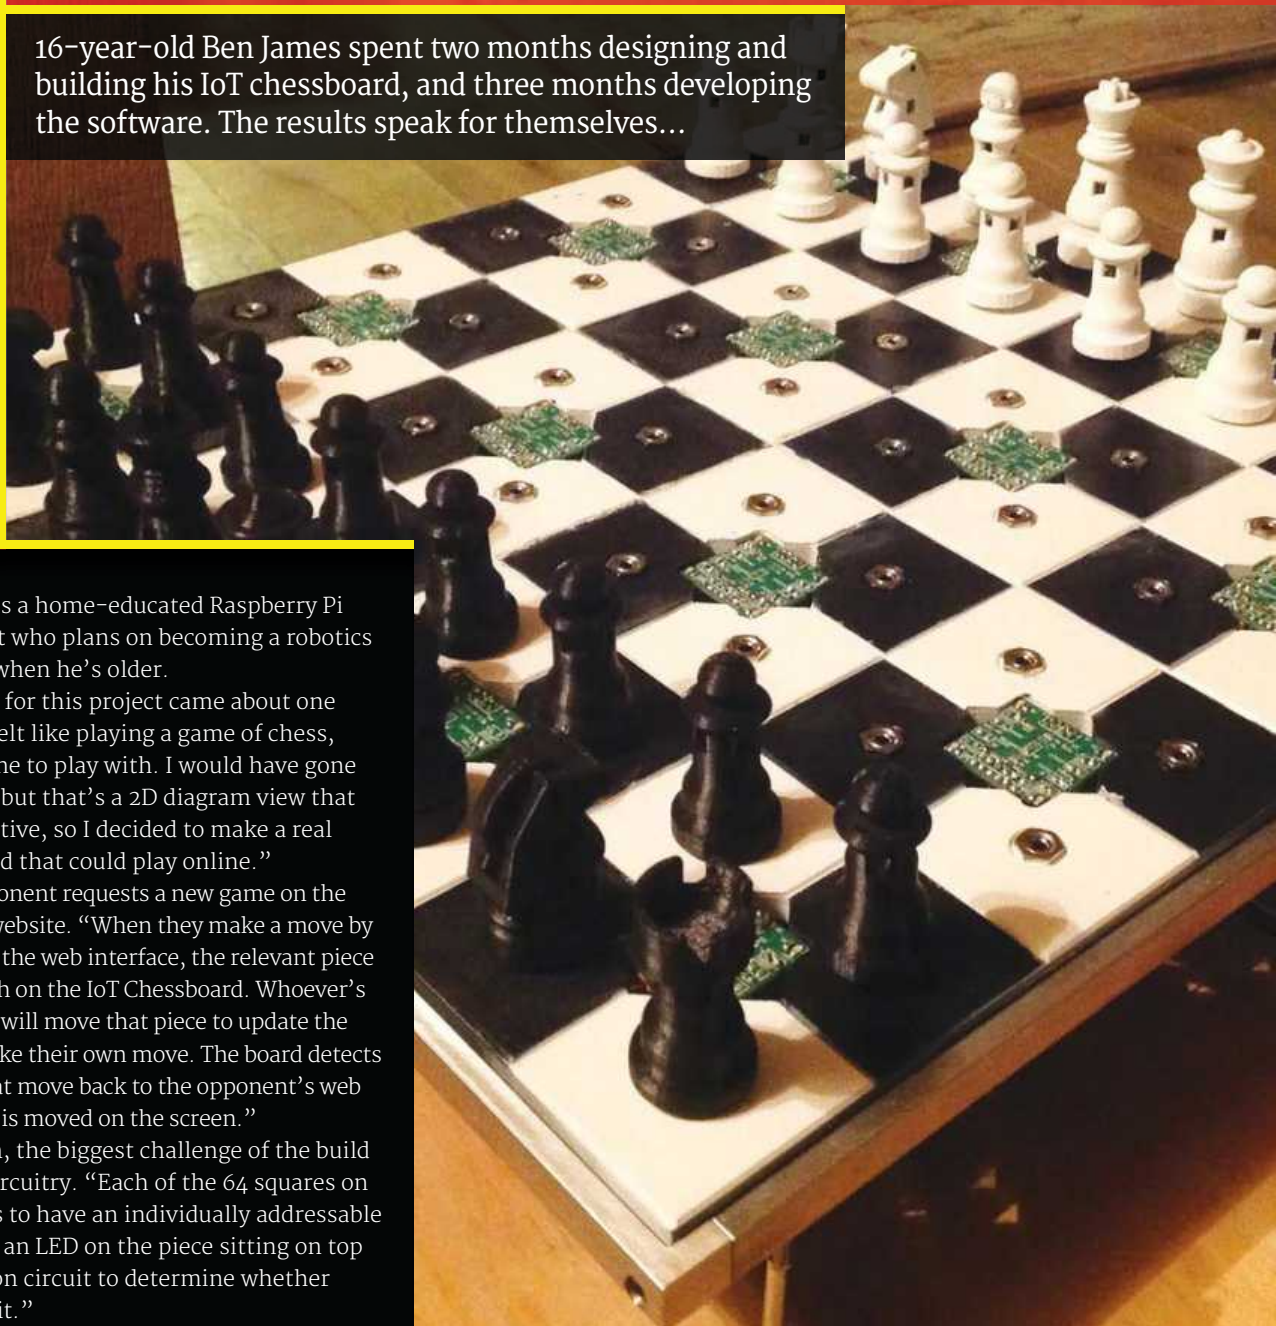 16-year-old Ben James spent two months designing and
building his IoT chessboard, and three months developing
the software. The results speak for themselves...
s a home-educated Raspberry Pi
t who plans on becoming a robotics
when he’s older.
for this project came about one
elt like playing a game of chess,
ne to play with. I would have gone
but that’s a 2D diagram view that
tive, so I decided to make a real
d that could play online.”
onent requests a new game on the
website. “When they make a move by
the web interface, the relevant piece
h on the IoT Chessboard. Whoever’s
will move that piece to update the
ke their own move. The board detects
at move back to the opponent’s web
is moved on the screen.”
, the biggest challenge of the build
rcuitry. “Each of the 64 squares on
s to have an individually addressable
an LED on the piece sitting on top
on circuit to determine whether
it.”